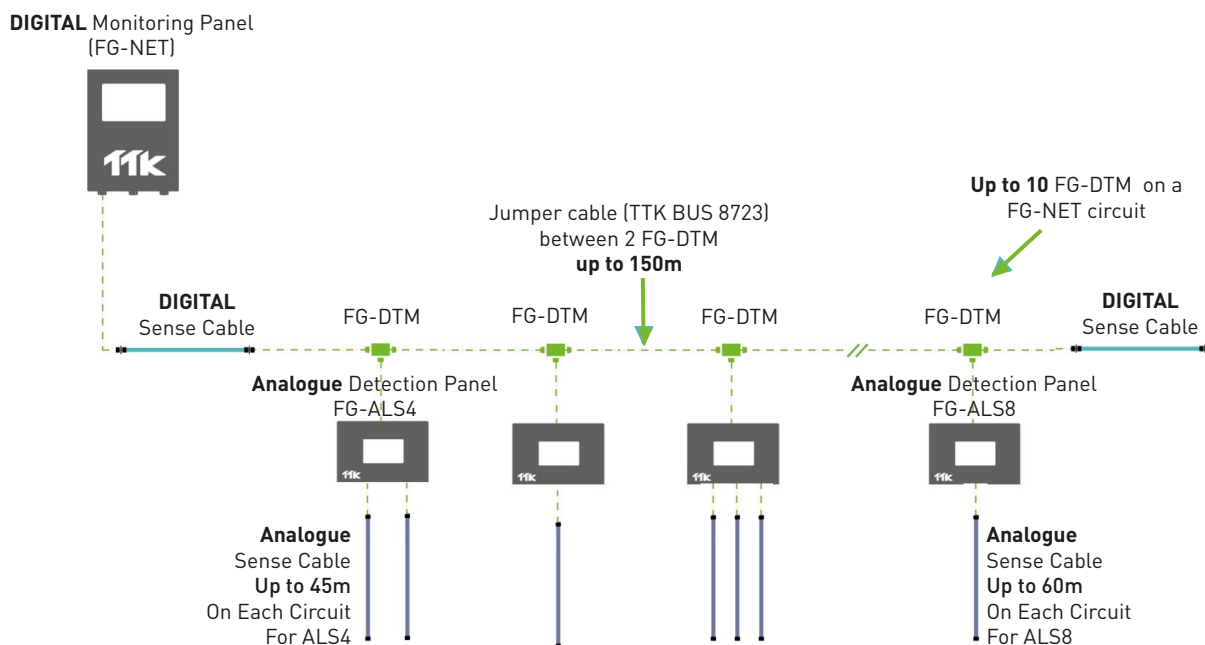 DIGITAL Monitoring Panel
(FG-NET)
TTK
Jumper cable (TTK BUS 8723)
between 2 FG-DTM
up to 150m
Up to 10 FG-DTM on a
FG-NET circuit
DIGITAL
Sense Cable
FG-DTM
FG-DTM
FG-DTM
FG-DTM
DIGITAL
Sense Cable
Analogue Detection Panel
FG-ALS4
Analogue Detection Panel
FG-ALS8
TTK
TTK
TTK
TTK
Analogue
Sense Cable
Up to 45m
On Each Circuit
For ALS4
Analogue
Sense Cable
Up to 60m
On Each Circuit
For ALS8